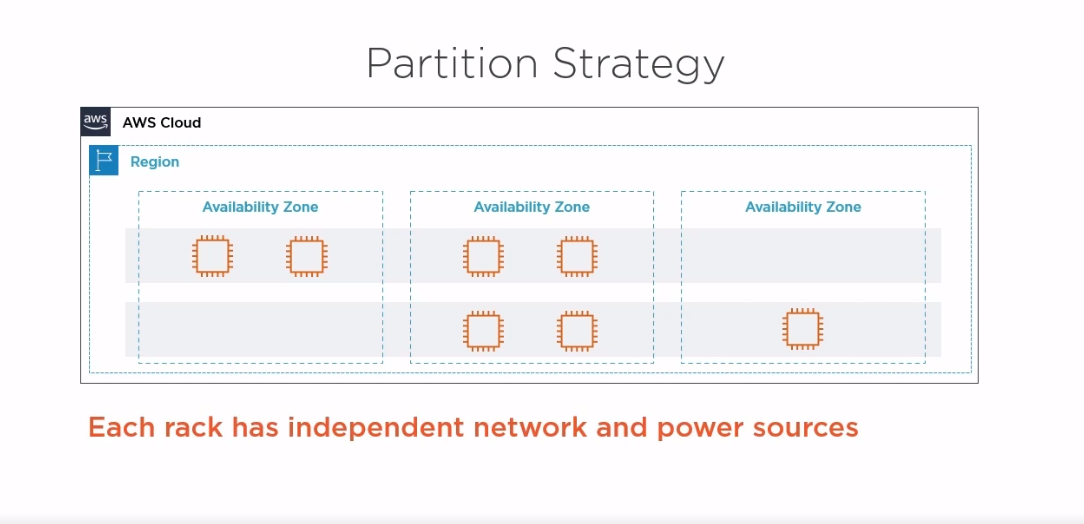 Partition Strategy
aws
AWS Cloud
Region
Availability Zone
Availability Zone
Availability Zone
Each rack has independent network and power sources